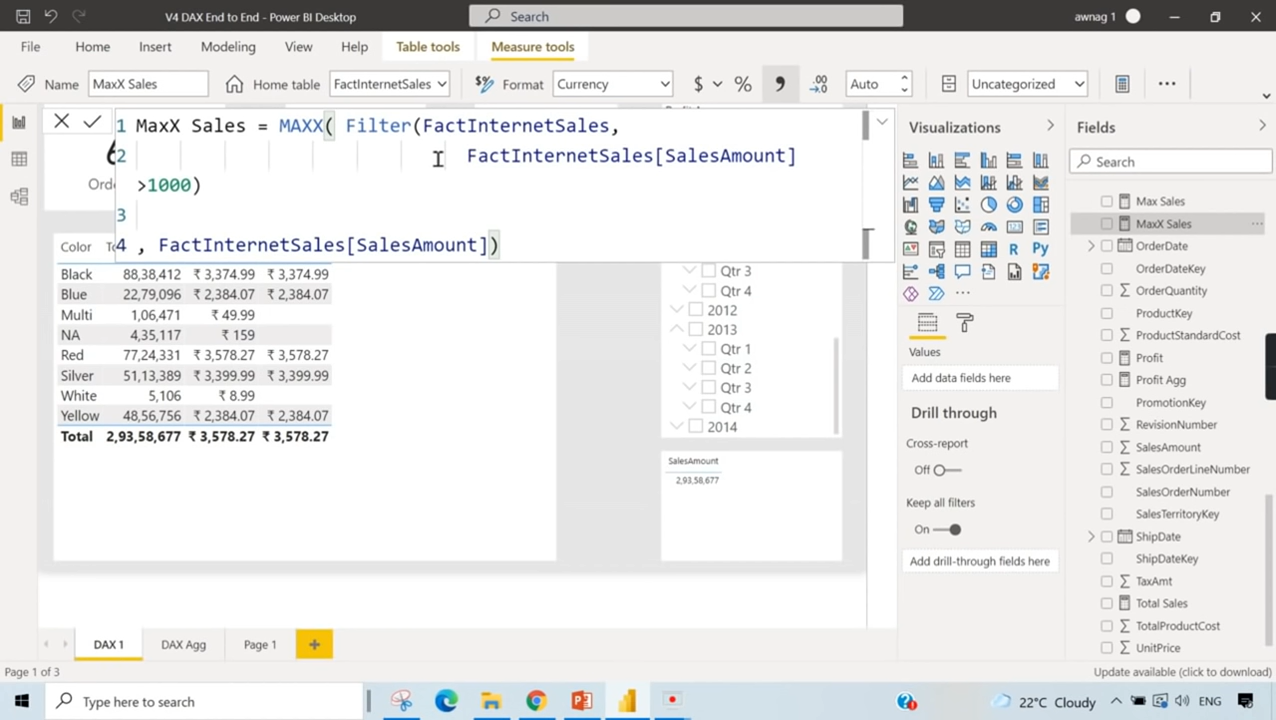 V4 DAX End to End - Power BI Desktop
Search
awnag 1
File Home Insert Modeling View Help Table tools Measure tools
Name MaxX Sales Home table FactInternetSales Format Currency $ % Auto Uncategorized
1 MaxX Sales = MAXX( Filter(FactInternetSales,
2 FactInternetSales[SalesAmount]
>1000)
3
4 , FactInternetSales[SalesAmount])
Color
Black 88,38,412 ₹ 3,374.99 ₹ 3,374.99
Blue 22,79,096 ₹ 2,384.07 ₹ 2,384.07
Multi 1,06,471 ₹ 49.99
NA 4,35,117 ₹ 159
Red 77,24,331 ₹ 3,578.27 ₹ 3,578.27
Silver 51,13,389 ₹ 3,399.99 ₹ 3,399.99
White 5,106 ₹ 8.99
Yellow 48,56,756 ₹ 2,384.07 ₹ 2,384.07
Total 2,93,58,677 ₹ 3,578.27 ₹ 3,578.27
Qtr 3
Qtr 4
2012
2013
Qtr 1
Qtr 2
Qtr 3
Qtr 4
2014
SalesAmount
2,93,58,677
Visualizations
R Py
Values
Add data fields here
Drill through
Cross-report
Off
Keep all filters
On
Add drill-through fields here
Fields
Search
Max Sales
MaxX Sales
OrderDate
OrderDateKey
OrderQuantity
ProductKey
ProductStandardCost
Profit
Profit Agg
PromotionKey
RevisionNumber
SalesAmount
SalesOrderLineNumber
SalesOrderNumber
SalesTerritoryKey
ShipDate
ShipDateKey
TaxAmt
Total Sales
TotalProductCost
UnitPrice
DAX 1 DAX Agg Page 1
Page 1 of 3
Update available (click to download)
Type here to search
22°C Cloudy ENG